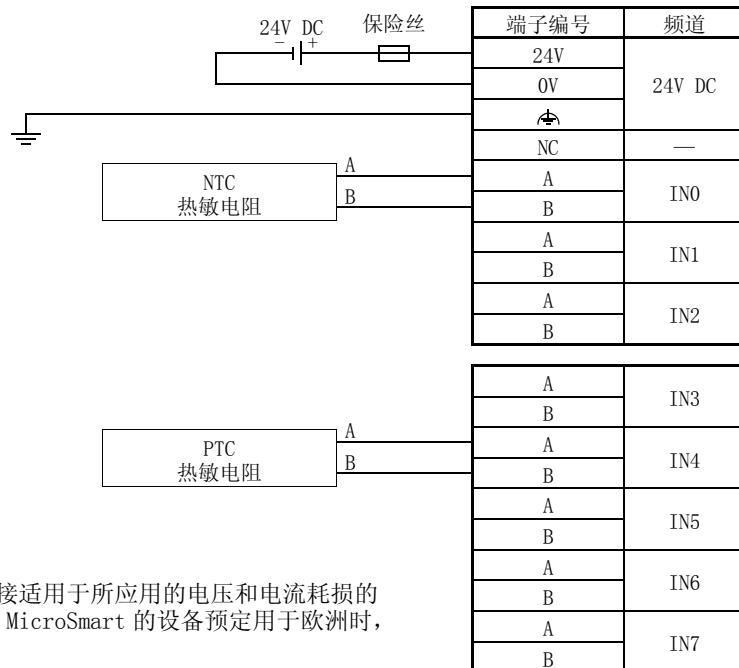 24V DC
保险丝
- +
端子编号 频道
24V
0V
24V DC
NC —
NTC
热敏电阻
A
B
A
B
IN0
A
B
IN1
A
B
IN2
A
B
IN3
PTC
热敏电阻
A
B
A
B
IN4
A
B
IN5
A
B
IN6
A
B
IN7
接适用于所应用的电压和电流耗损的
MicroSmart 的设备预定用于欧洲时，